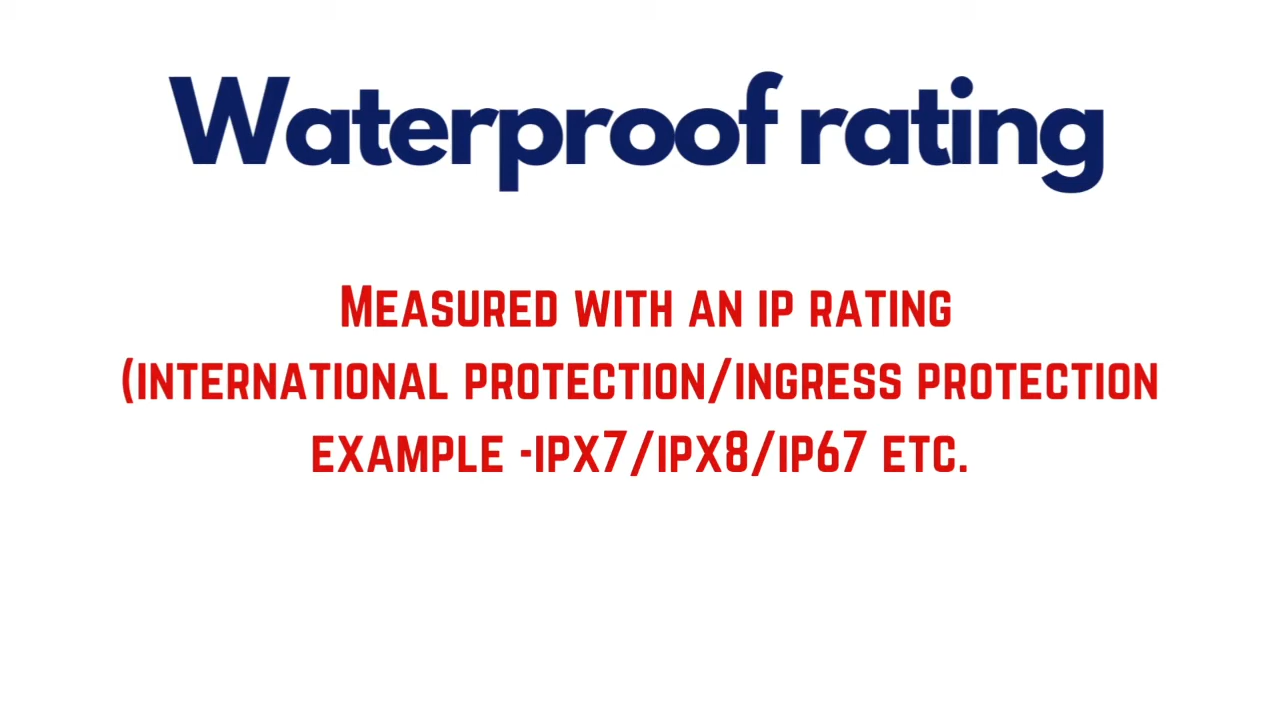 Waterproof rating
Measured with an ip rating
(international protection/ingress protection
example -ipx7/ipx8/ip67 etc.